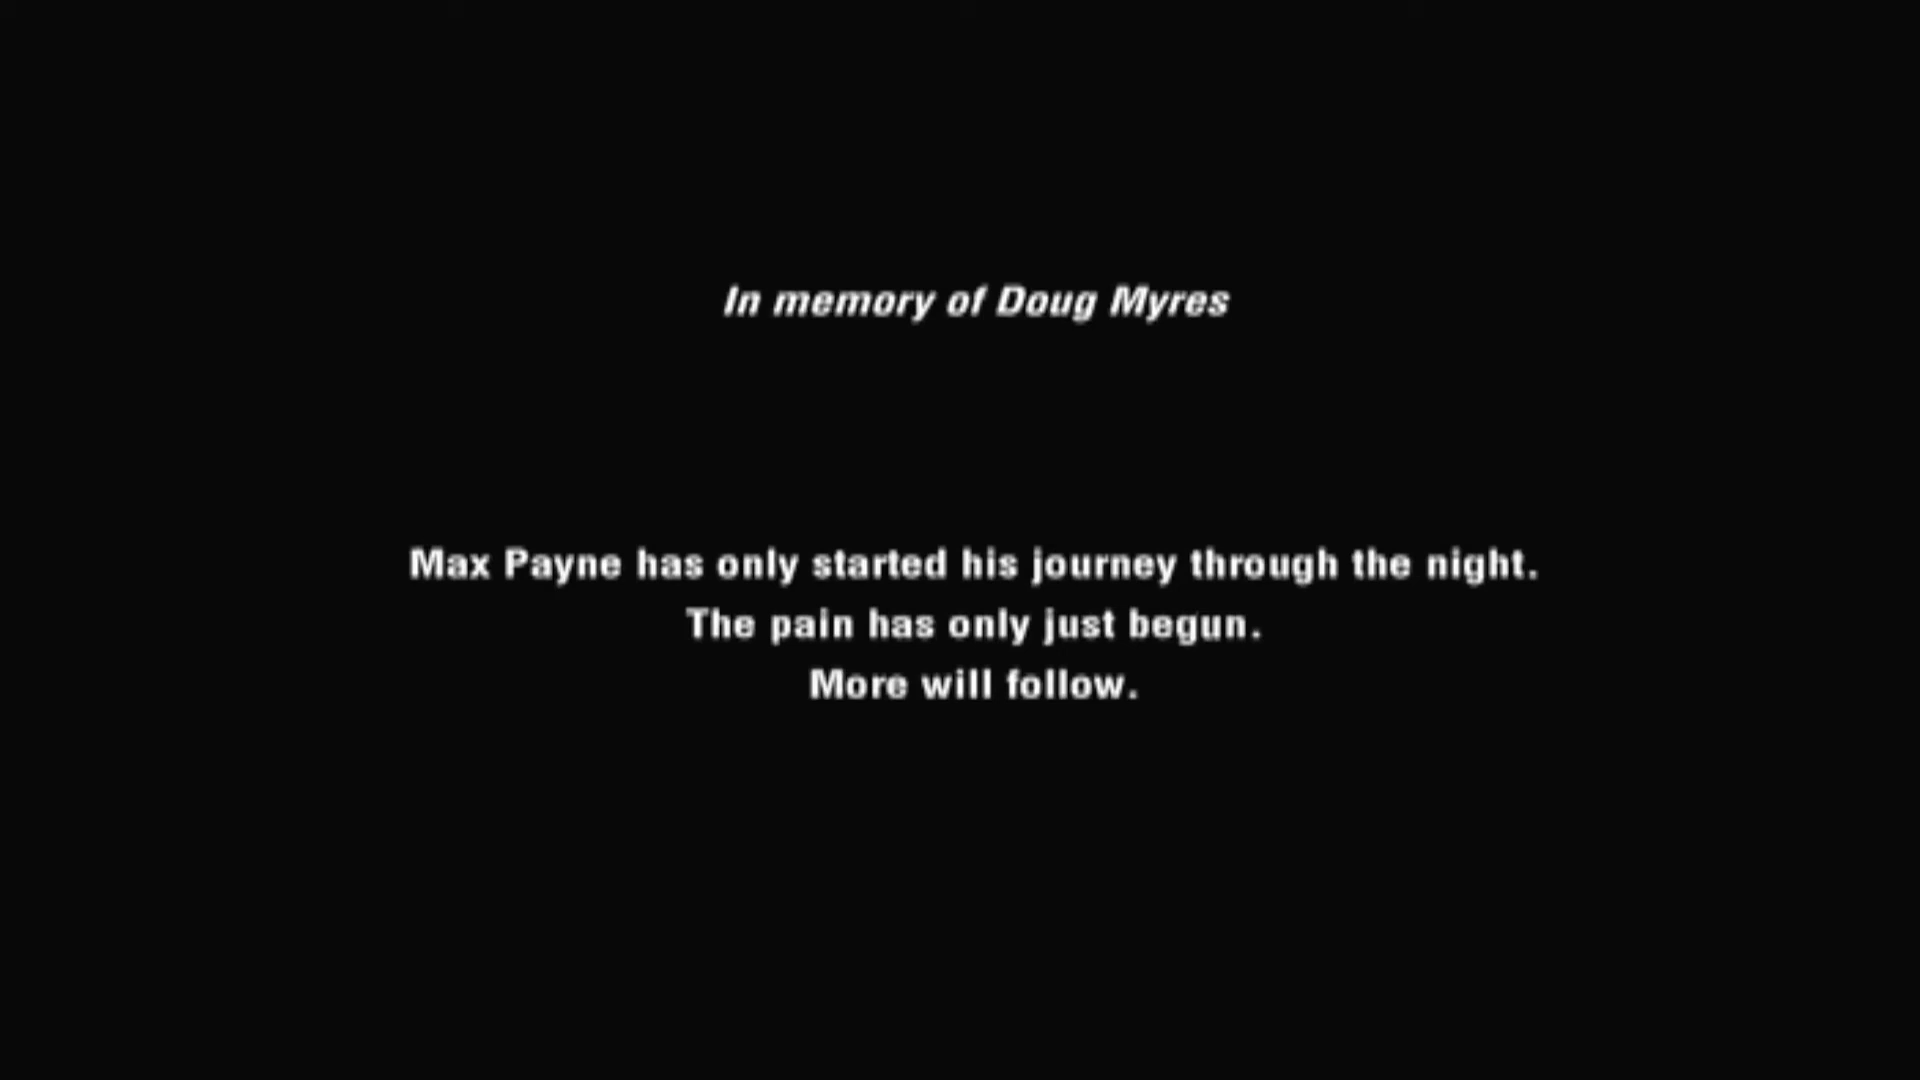 In memory of Doug Myres
Max Payne has only started his journey through the night.
The pain has only just begun.
More will follow.